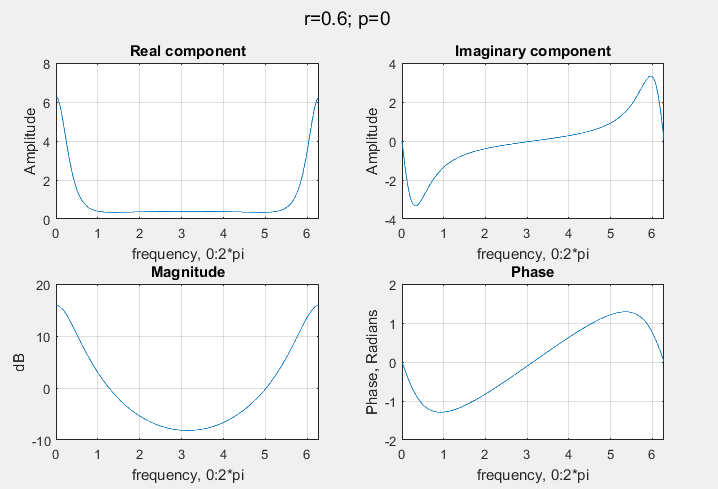 r=0.6; p=0
Real component
Amplitude
8
6
4
2
0
0 1 2 3 4 5 6
frequency, 0:2*pi
Imaginary component
Amplitude
4
2
0
-2
-4
0 1 2 3 4 5 6
frequency, 0:2*pi
Magnitude
dB
20
10
0
-10
0 1 2 3 4 5 6
frequency, 0:2*pi
Phase
Phase, Radians
2
1
0
-1
-2
0 1 2 3 4 5 6
frequency, 0:2*pi